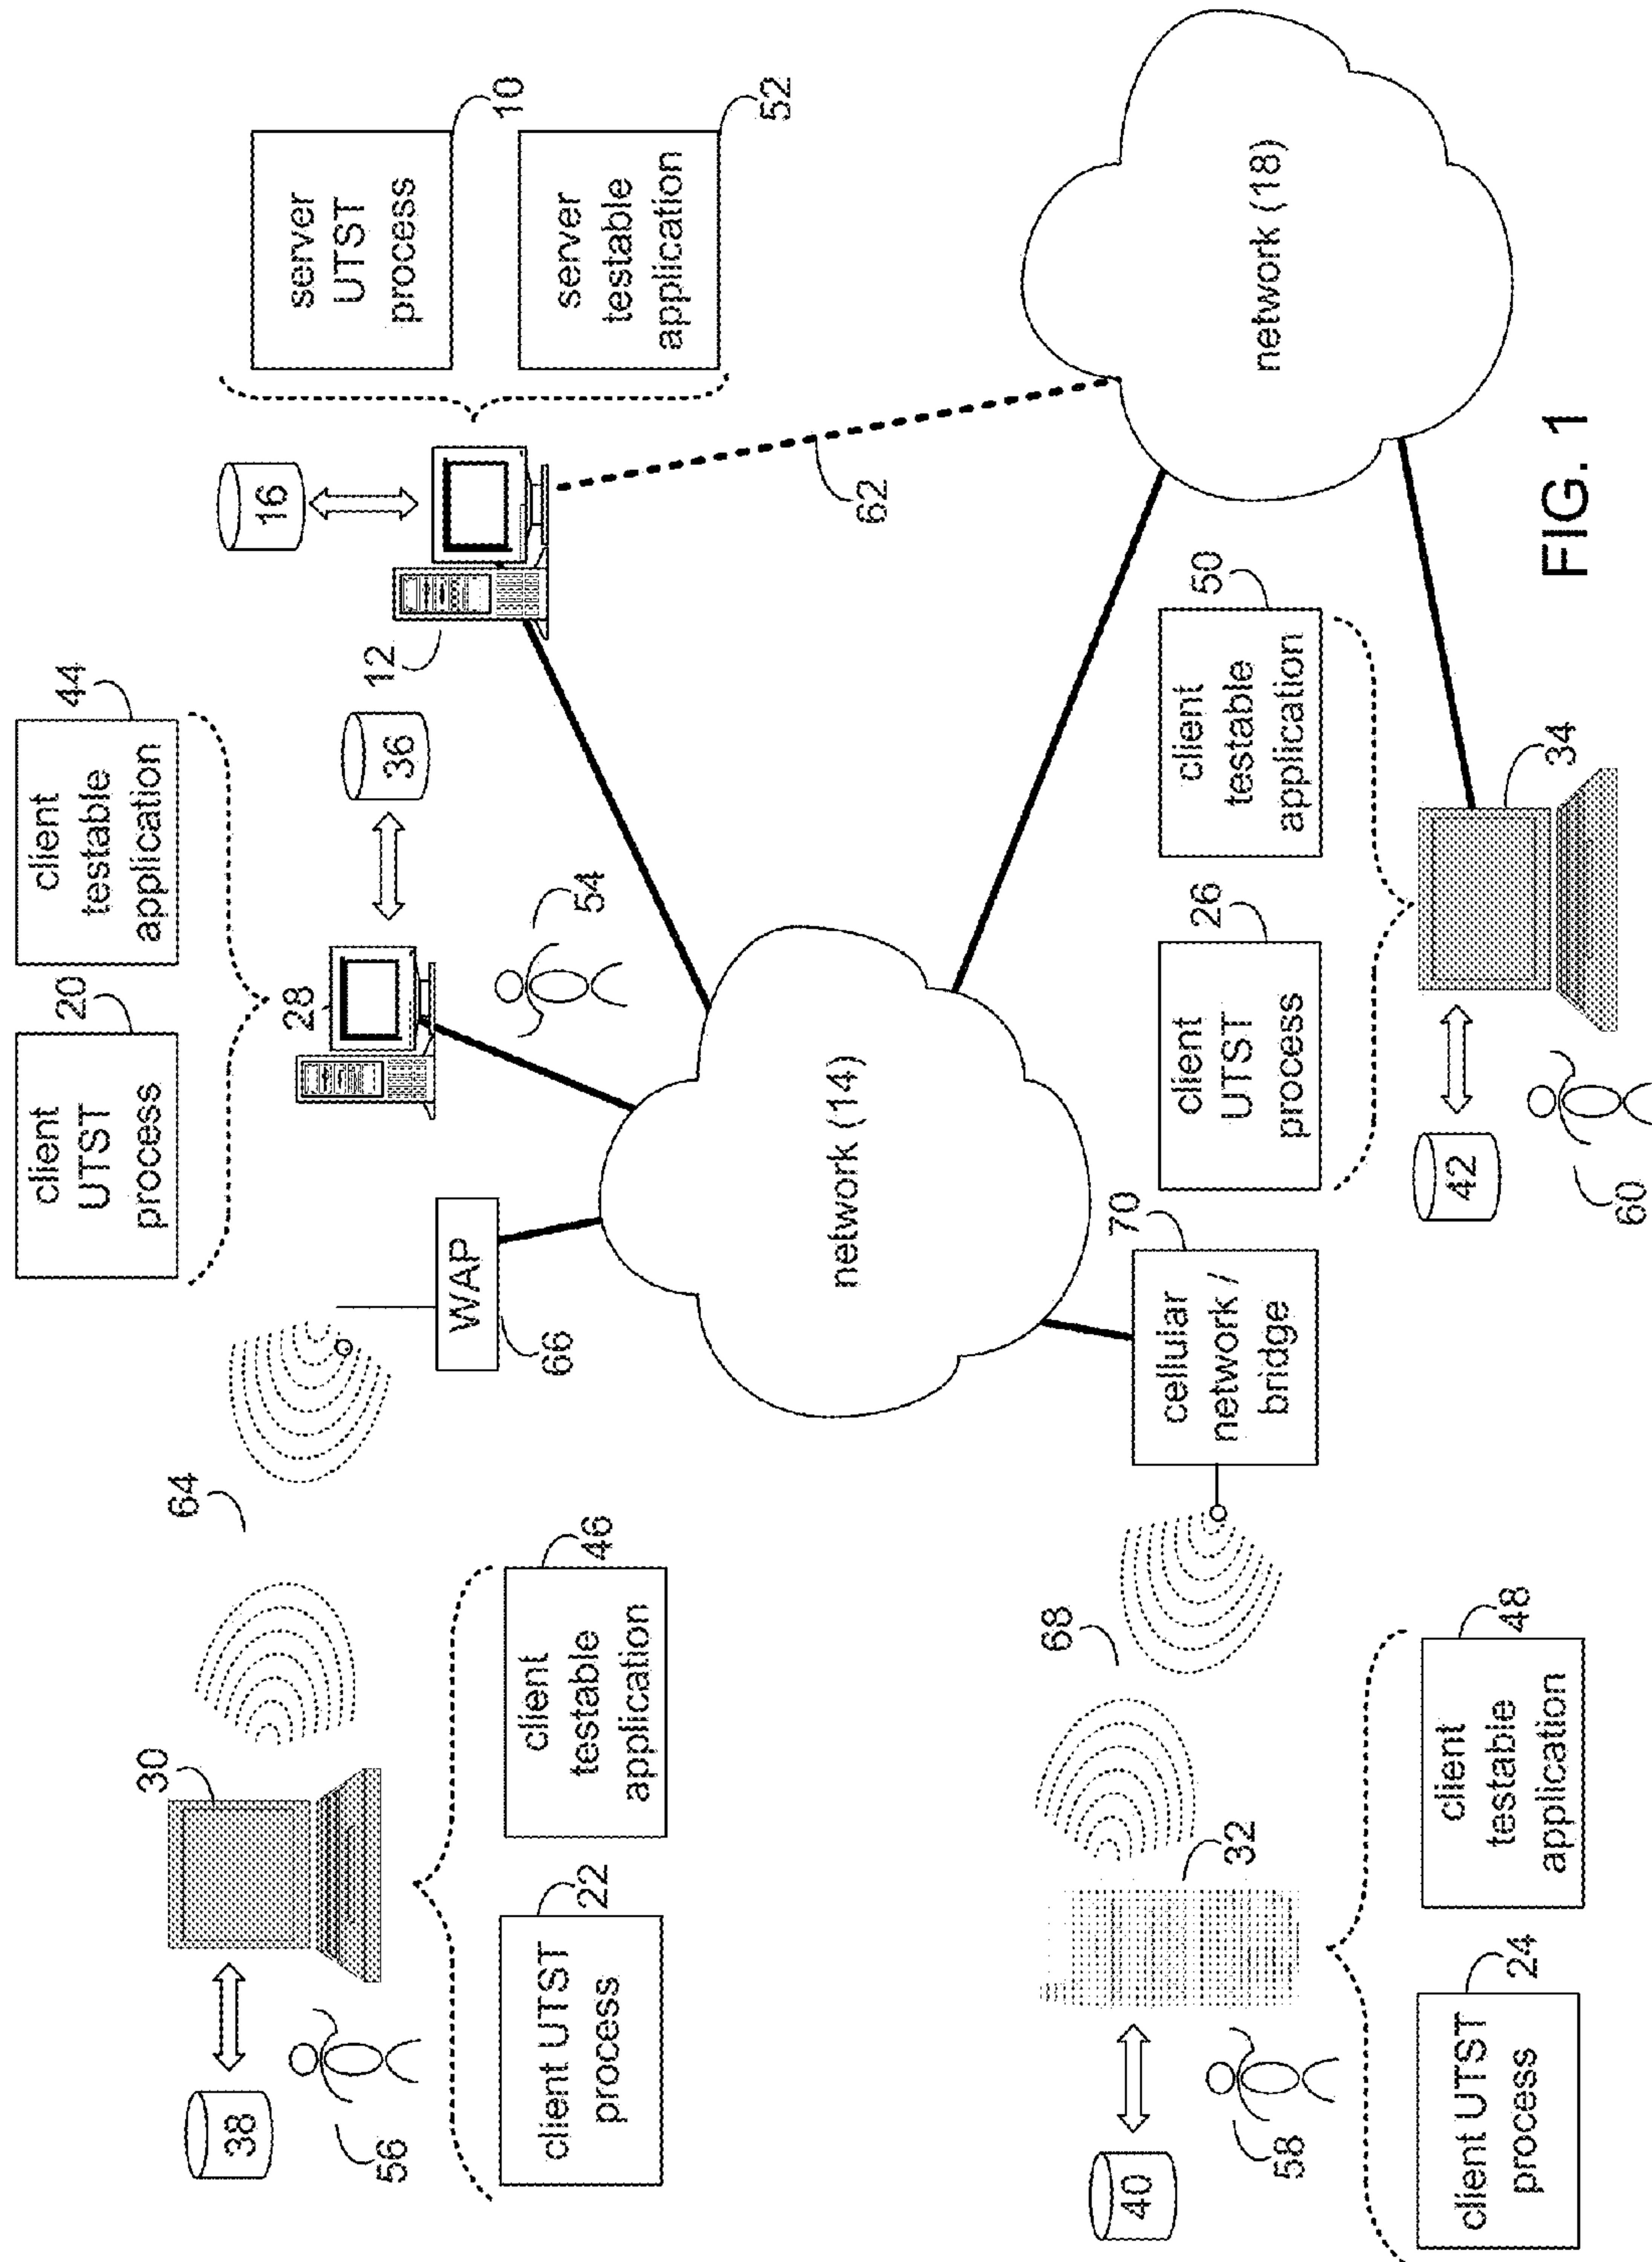 client
UTST
process
20
client
testable
application
44
28
36
16
12
server
UTST
process
10
server
testable
application
52
64
30
38
56
66
WAP
54
62
client UTST
process
22
client
testable
application
46
network (14)
network (18)
68
70
cellular
network /
bridge
32
40
58
client UTST
process
24
client
testable
application
48
client
UTST
process
26
client
testable
application
50
42
60
34
FIG. 1